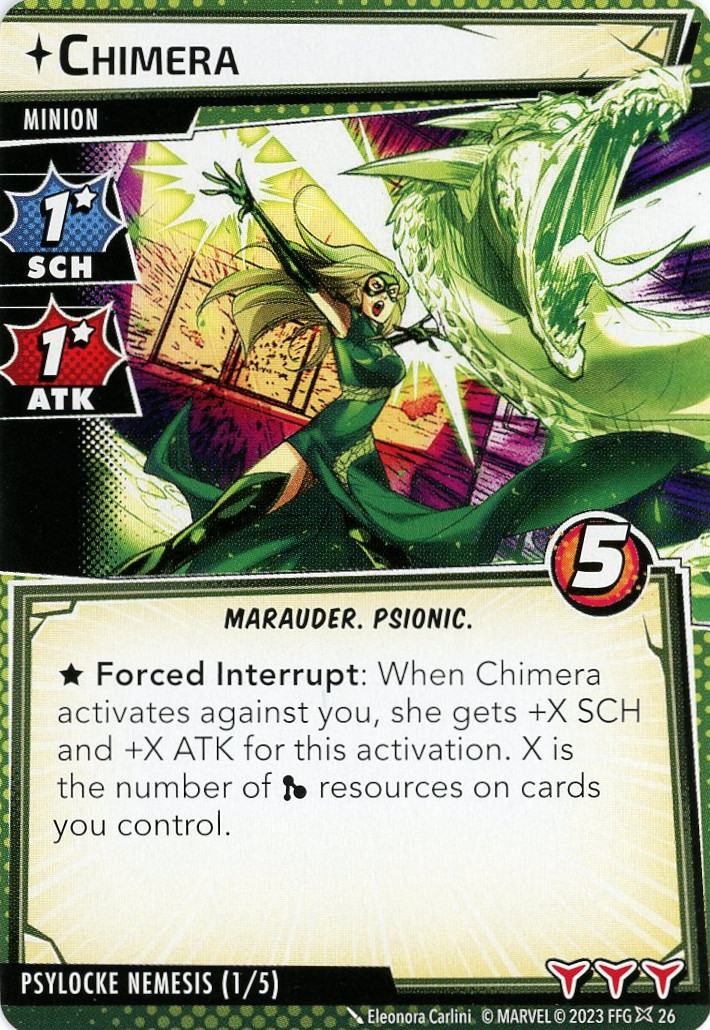 CHIMERA
MINION
1
SCH
1
ATK
5
MARAUDER. PSIONIC.
★ Forced Interrupt: When Chimera
activates against you, she gets +X SCH
and +X ATK for this activation. X is
the number of resources on cards
you control.
PSYLOCKE NEMESIS (1/5)
Eleonora Carlini © MARVEL © 2023 FFG 26